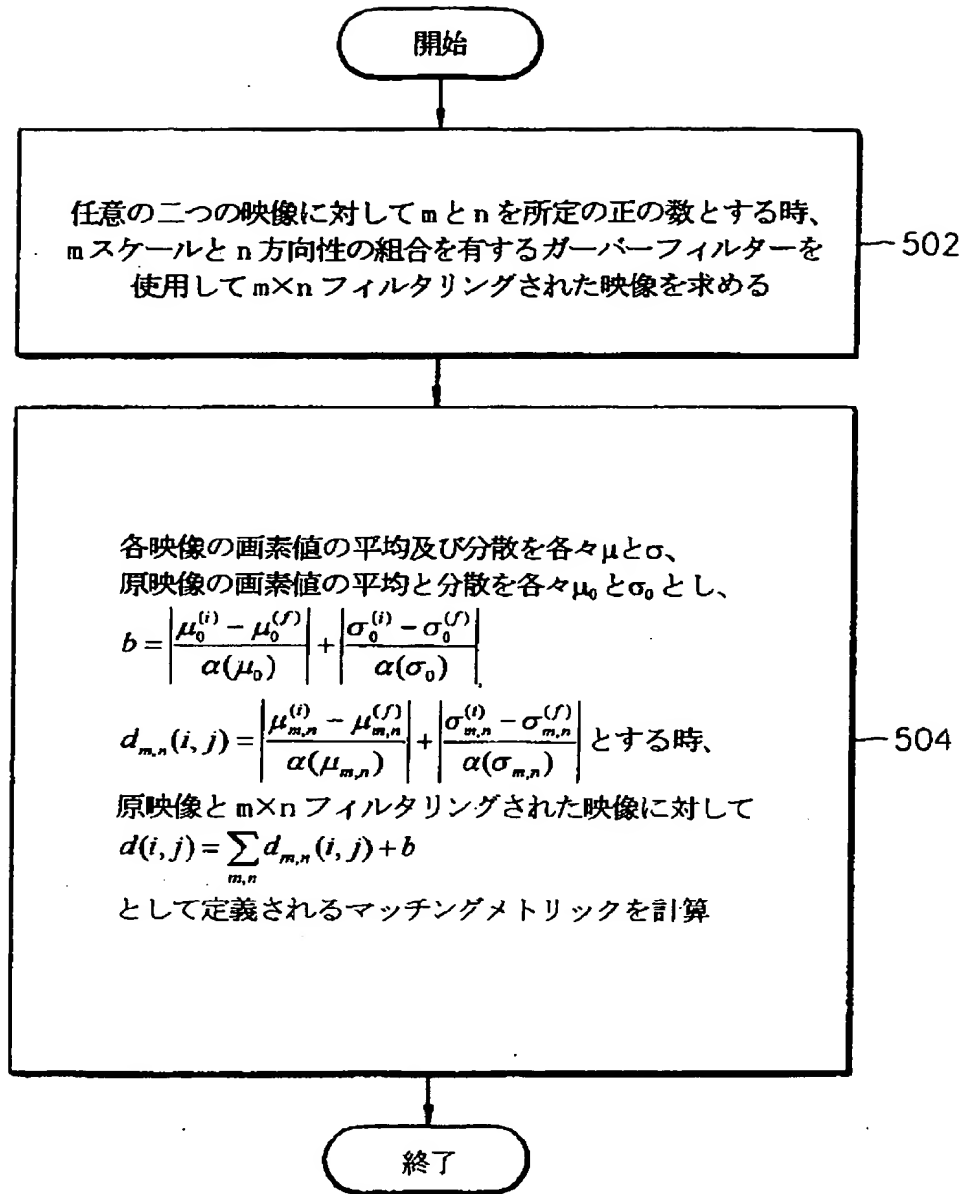 開始
任意の二つの映像に対してmとnを所定の正の数とする時、
mスケールとn方向性の組合を有するガーバーフィルターを
使用してm×nフィルタリングされた映像を求める
502
各映像の画素値の平均及び分散を各々μとσ、
原映像の画素値の平均と分散を各々μ₀とσ₀とし、
b = |(μ₀^(i) − μ₀^(f)) / α(μ₀)| + |(σ₀^(i) − σ₀^(f)) / α(σ₀)|,
d_{m,n}(i, j) = |(μ_{m,n}^(i) − μ_{m,n}^(f)) / α(μ_{m,n})| + |(σ_{m,n}^(i) − σ_{m,n}^(f)) / α(σ_{m,n})| とする時、
504
原映像とm×nフィルタリングされた映像に対して
d(i, j) = ∑_{m,n} d_{m,n}(i, j) + b
として定義されるマッチングメトリックを計算
終了